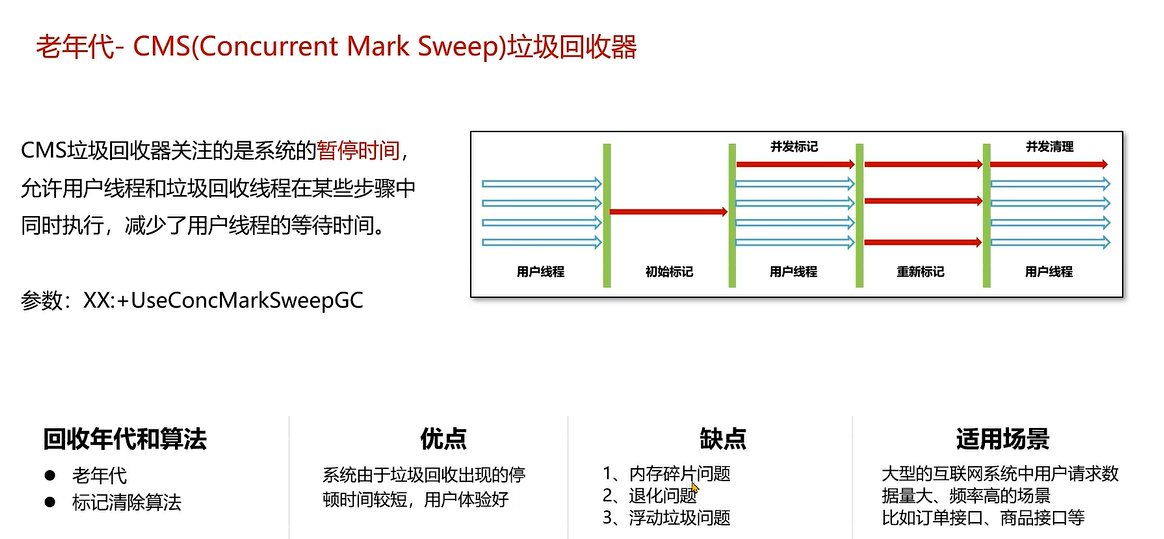 老年代- CMS(Concurrent Mark Sweep)垃圾回收器
CMS垃圾回收器关注的是系统的暂停时间，
允许用户线程和垃圾回收线程在某些步骤中
同时执行，减少了用户线程的等待时间。
参数：XX:+UseConcMarkSweepGC
并发标记
并发清理
用户线程
初始标记
用户线程
重新标记
用户线程
回收年代和算法
● 老年代
● 标记清除算法
优点
系统由于垃圾回收出现的停
顿时间较短，用户体验好
缺点
1、内存碎片问题
2、退化问题
3、浮动垃圾问题
适用场景
大型的互联网系统中用户请求数
据量大、频率高的场景
比如订单接口、商品接口等